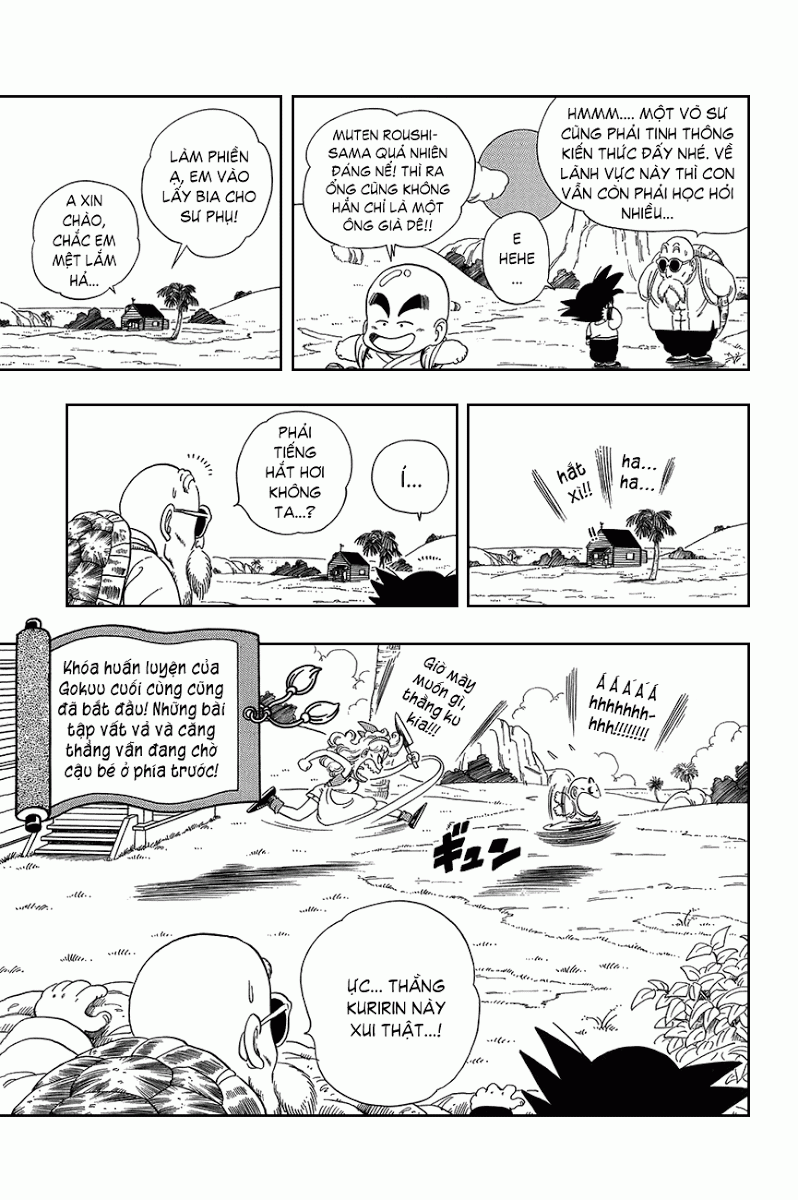 HMMM.... MỘT VÕ SƯ
CŨNG PHẢI TINH THÔNG
KIẾN THỨC ĐẤY NHÉ. VỀ
LÃNH VỰC NÀY THÌ CON
VẪN CÒN PHẢI HỌC HỎI
NHIỀU...
E
HEHE
...
MUTEN ROUSHI-
SAMA QUẢ NHIÊN
ĐÁNG NỂ! THÌ RA
ỔNG CŨNG KHÔNG
HẲN CHỈ LÀ MỘT
ÔNG GIÀ DÊ!!
LÀM PHIỀN
Ạ, EM VÀO
LẤY BIA CHO
SƯ PHỤ!
A XIN
CHÀO,
CHẮC EM
MỆT LẮM
HẢ...
ha...
ha...
hắt
xì!!
!!
Í...
PHẢI
TIẾNG
HẮT HƠI
KHÔNG
TA...?
Á Á Á Á Á
hhhhhh-
hhh!!!!!!!!
Giờ mày
muốn gì,
thằng ku
kia!!!
Khóa huấn luyện của
Gokuu cuối cùng cũng
đã bắt đầu! Những bài
tập vất vả và căng
thẳng vẫn đang chờ
cậu bé ở phía trước!
ギュン
ỰC... THẰNG
KURIRIN NÀY
XUI THẬT...!